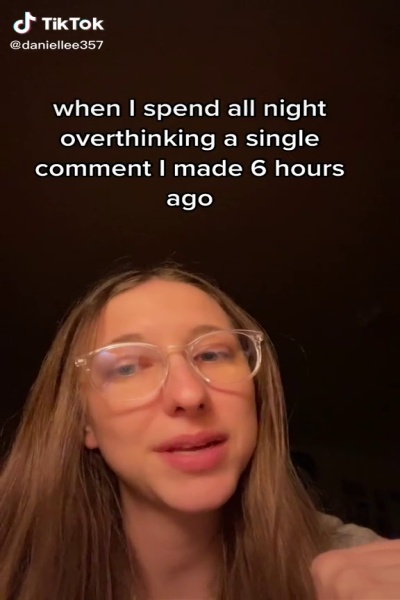 TikTok
@daniellee357
when I spend all night
overthinking a single
comment I made 6 hours
ago